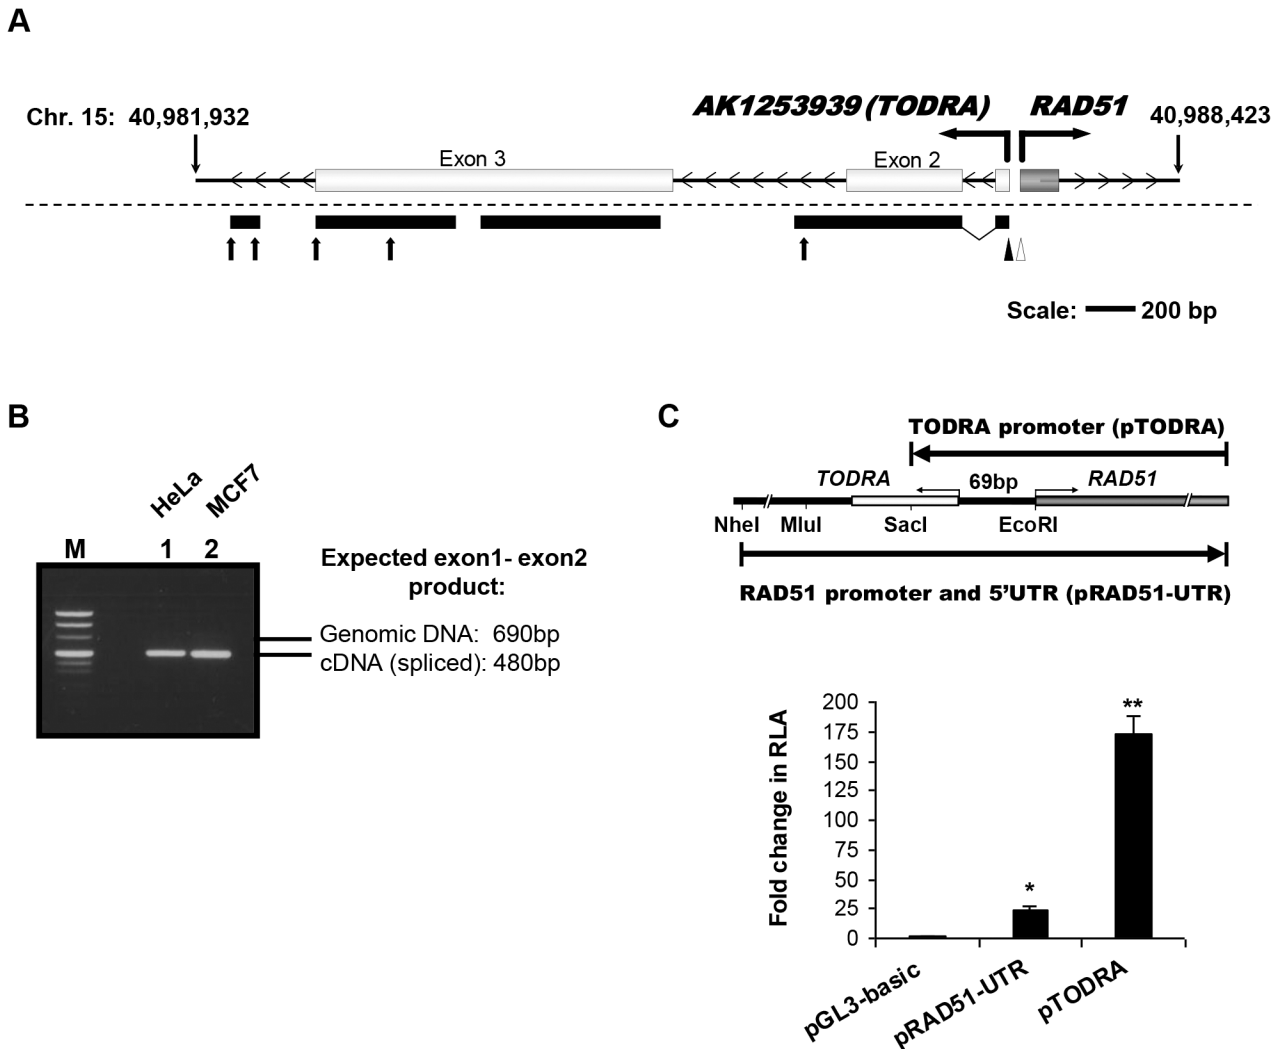 A
Chr. 15: 40,981,932
AK1253939 (TODRA)
RAD51
40,988,423
Exon 3
Exon 2
Scale: 200 bp
B
HeLa
MCF7
M 1 2
Expected exon1- exon2
product:
Genomic DNA: 690bp
cDNA (spliced): 480bp
C
TODRA promoter (pTODRA)
TODRA 69bp RAD51
NheI MluI SacI EcoRI
RAD51 promoter and 5’UTR (pRAD51-UTR)
Fold change in RLA
200
175
150
125
100
75
50
25
0
*
**
pGL3-basic
pRAD51-UTR
pTODRA